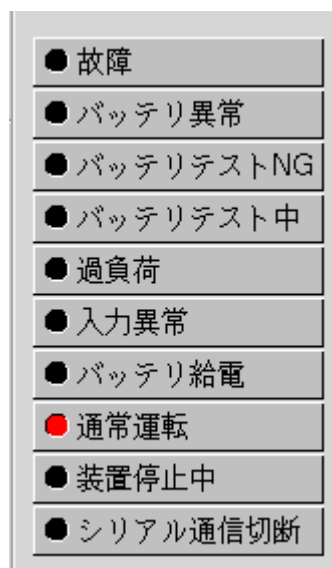 故障
バッテリ異常
バッテリテストNG
バッテリテスト中
過負荷
入力異常
バッテリ給電
通常運転
装置停止中
シリアル通信切断